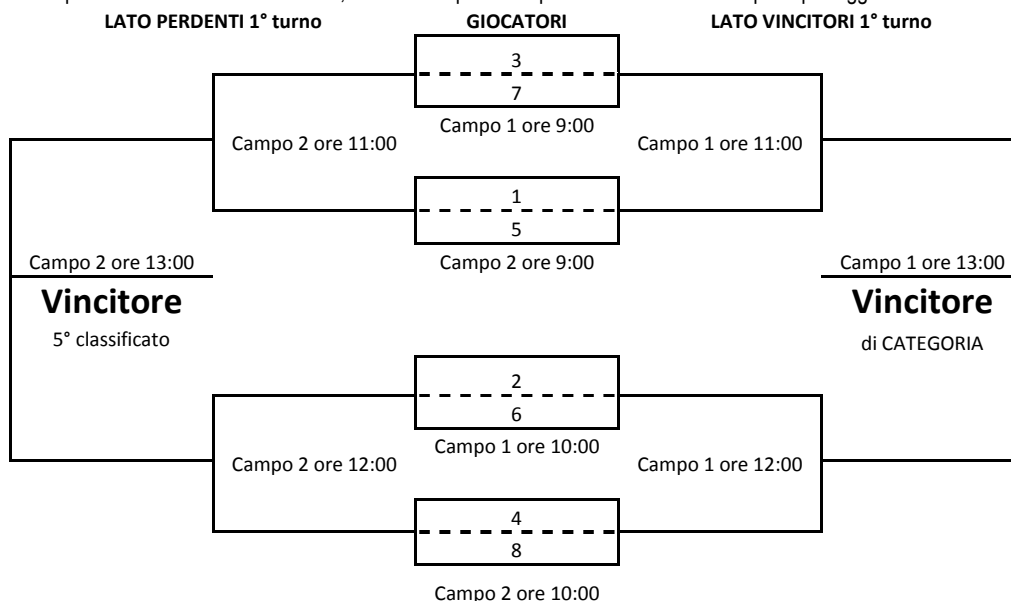 LATO PERDENTI 1° turno GIOCATORI LATO VINCITORI 1° turno
3
7
Campo 1 ore 9:00
Campo 2 ore 11:00 Campo 1 ore 11:00
1
5
Campo 2 ore 9:00
Campo 2 ore 13:00 Campo 1 ore 13:00
Vincitore Vincitore
5° classificato di CATEGORIA
2
6
Campo 1 ore 10:00
Campo 2 ore 12:00 Campo 1 ore 12:00
4
8
Campo 2 ore 10:00